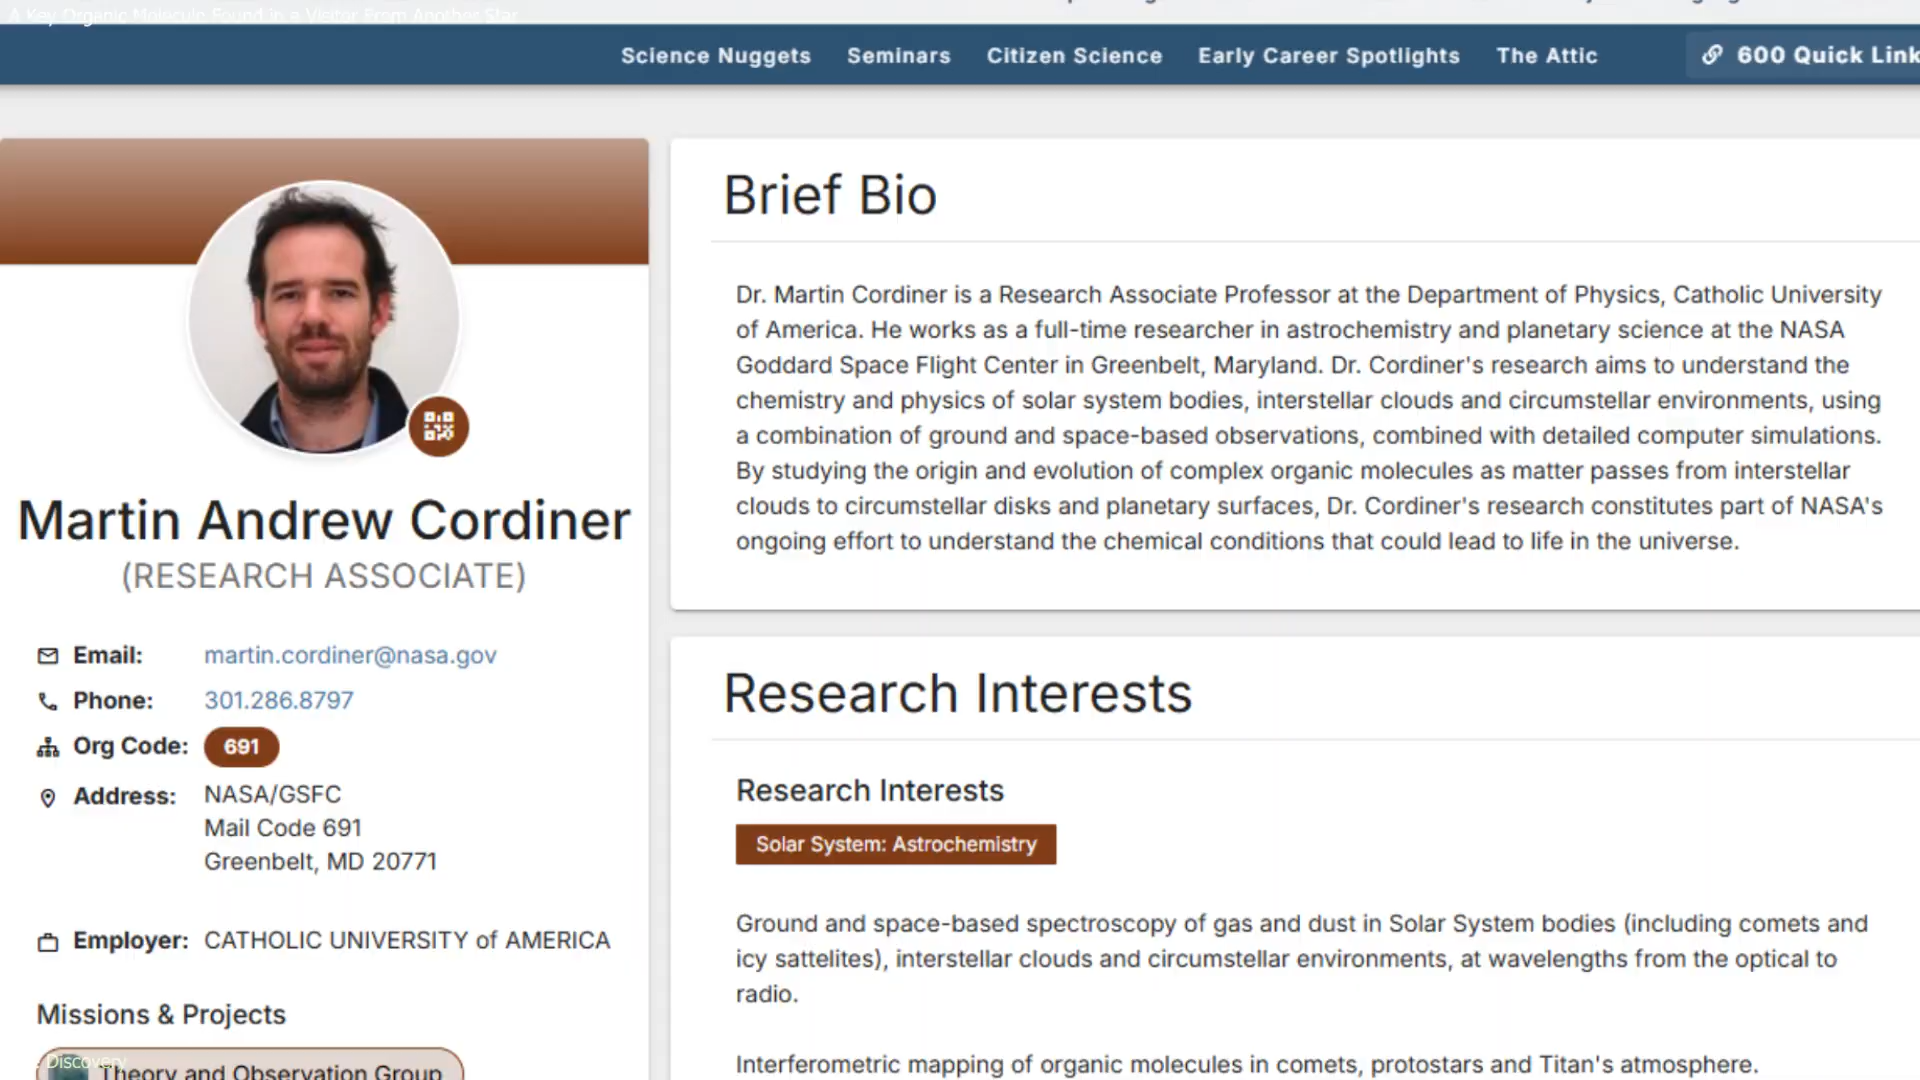 A Key Organic Molecule Found in a Visitor From Another Star
Science Nuggets Seminars Citizen Science Early Career Spotlights The Attic 600 Quick Link
Martin Andrew Cordiner
(RESEARCH ASSOCIATE)
Email: martin.cordiner@nasa.gov
Phone: 301.286.8797
Org Code: 691
Address: NASA/GSFC
Mail Code 691
Greenbelt, MD 20771
Employer: CATHOLIC UNIVERSITY of AMERICA
Missions & Projects
Theory and Observation Group
Discovery
Brief Bio
Dr. Martin Cordiner is a Research Associate Professor at the Department of Physics, Catholic University
of America. He works as a full-time researcher in astrochemistry and planetary science at the NASA
Goddard Space Flight Center in Greenbelt, Maryland. Dr. Cordiner's research aims to understand the
chemistry and physics of solar system bodies, interstellar clouds and circumstellar environments, using
a combination of ground and space-based observations, combined with detailed computer simulations.
By studying the origin and evolution of complex organic molecules as matter passes from interstellar
clouds to circumstellar disks and planetary surfaces, Dr. Cordiner's research constitutes part of NASA's
ongoing effort to understand the chemical conditions that could lead to life in the universe.
Research Interests
Research Interests
Solar System: Astrochemistry
Ground and space-based spectroscopy of gas and dust in Solar System bodies (including comets and
icy sattelites), interstellar clouds and circumstellar environments, at wavelengths from the optical to
radio.
Interferometric mapping of organic molecules in comets, protostars and Titan's atmosphere.